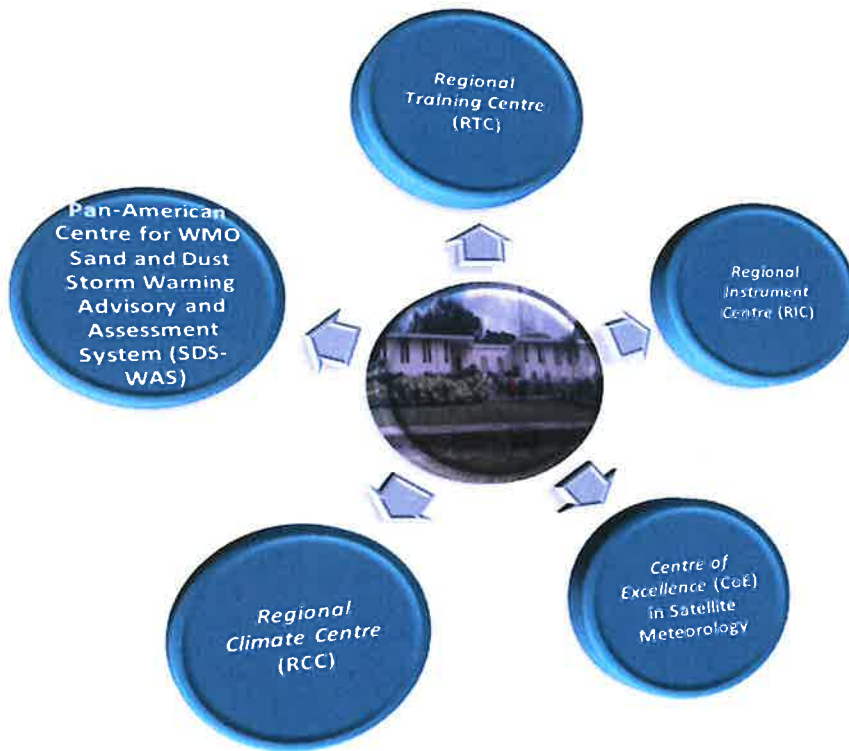 Regional
Training Centre
(RTC)
Pan-American
Centre for WMO
Sand and Dust
Storm Warning
Advisory and
Assessment
System (SDS-
WAS)
Regional
Instrument
Centre (RIC)
Centre of
Excellence (CoE)
in Satellite
Meteorology
Regional
Climate Centre
(RCC)